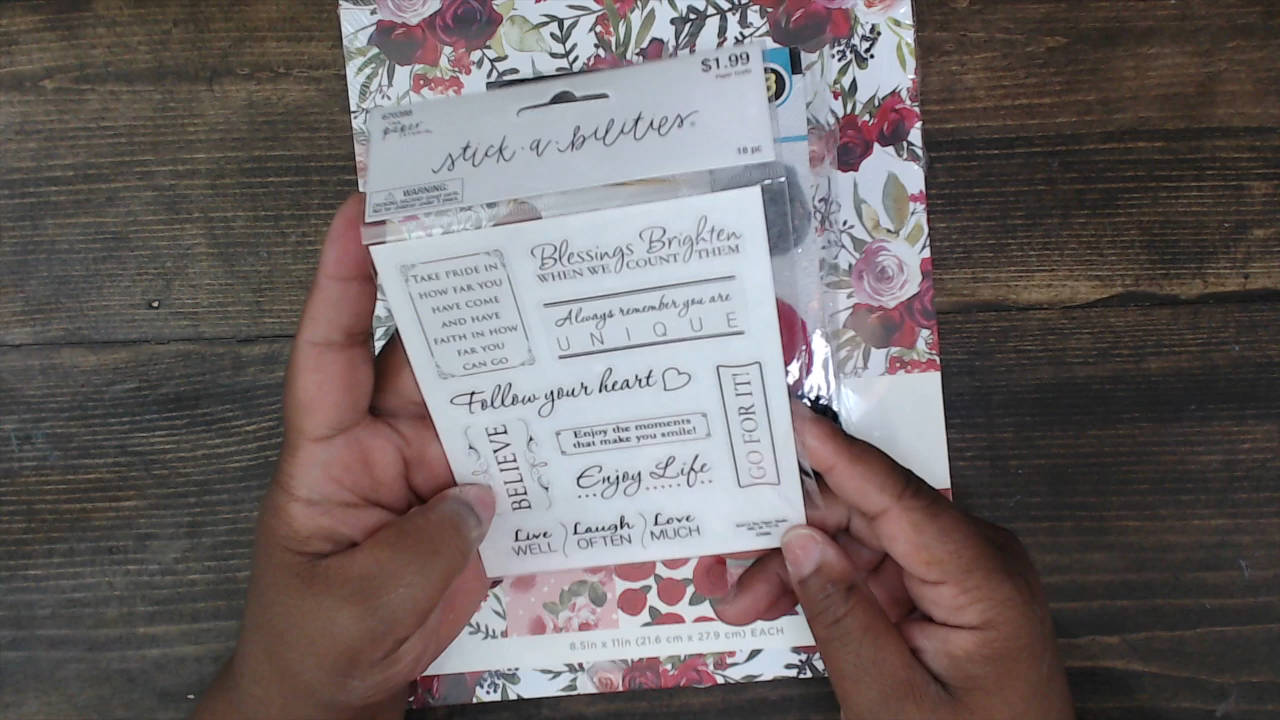 $1.99
Paper Crafts
paper
stick·a·bilities
18 pc
WARNING:
TAKE PRIDE IN
HOW FAR YOU
HAVE COME
AND HAVE
FAITH IN HOW
FAR YOU
CAN GO
Blessings Brighten
WHEN WE COUNT THEM
Always remember you are
UNIQUE
Follow your heart
BELIEVE
Enjoy the moments
that make you smile!
GO FOR IT!
Enjoy Life
Live WELL
Laugh OFTEN
Love MUCH
8.5in x 11in (21.6 cm x 27.9 cm) EACH